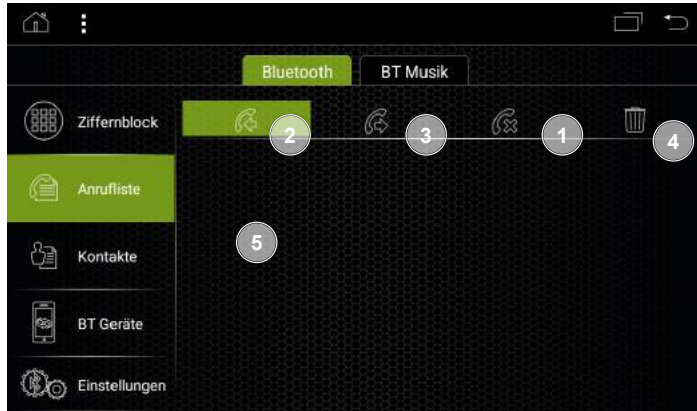 Bluetooth BT Musik
Ziffernblock
2 3 1 4
Anrufliste
5
Kontakte
BT Geräte
Einstellungen